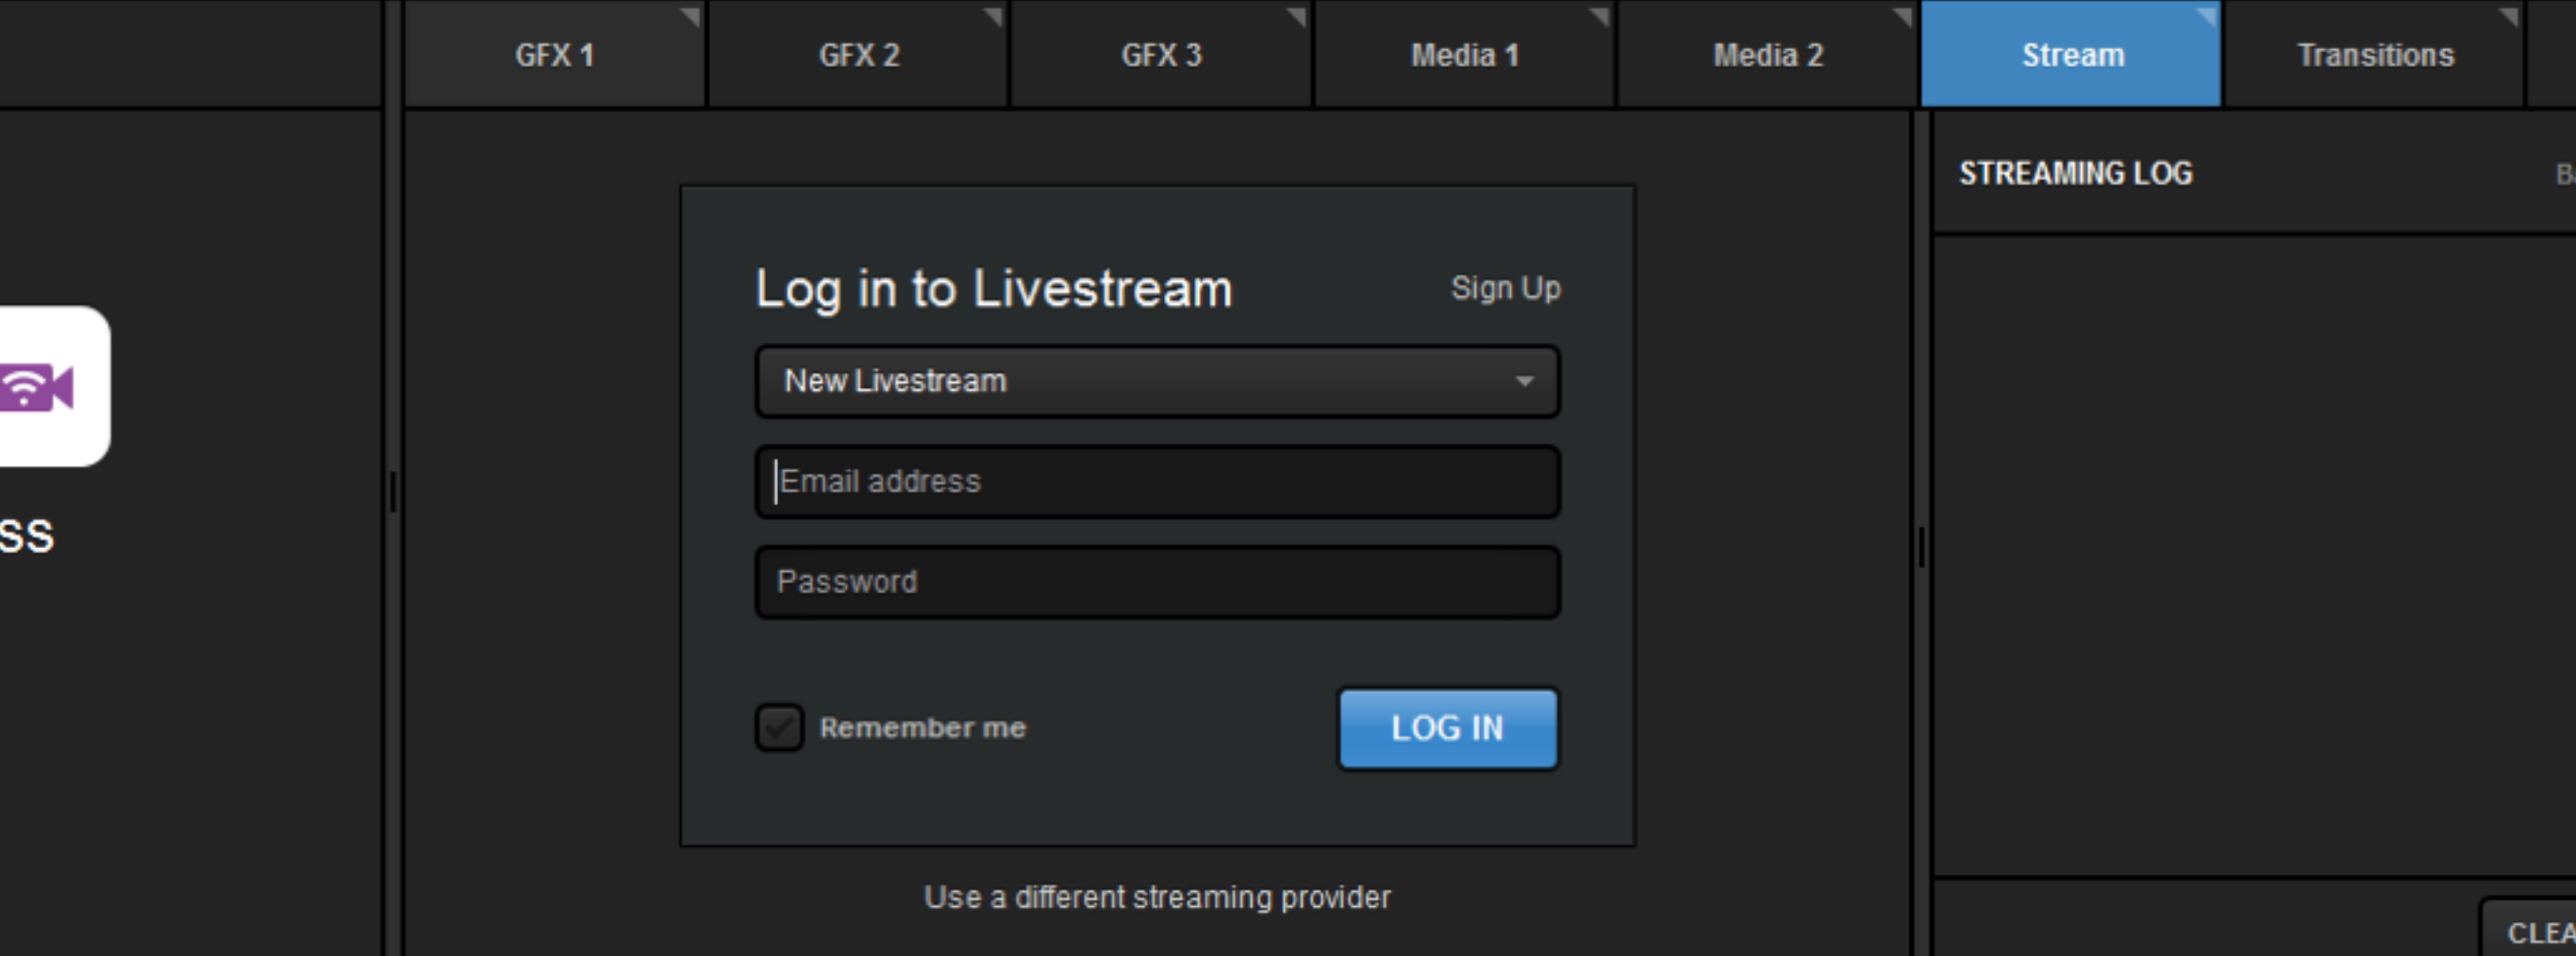 GFX 1
GFX 2
GFX 3
Media 1
Media 2
Stream
Transitions
STREAMING LOG
Log in to Livestream
Sign Up
New Livestream
Email address
Password
Remember me
LOG IN
Use a different streaming provider
ss